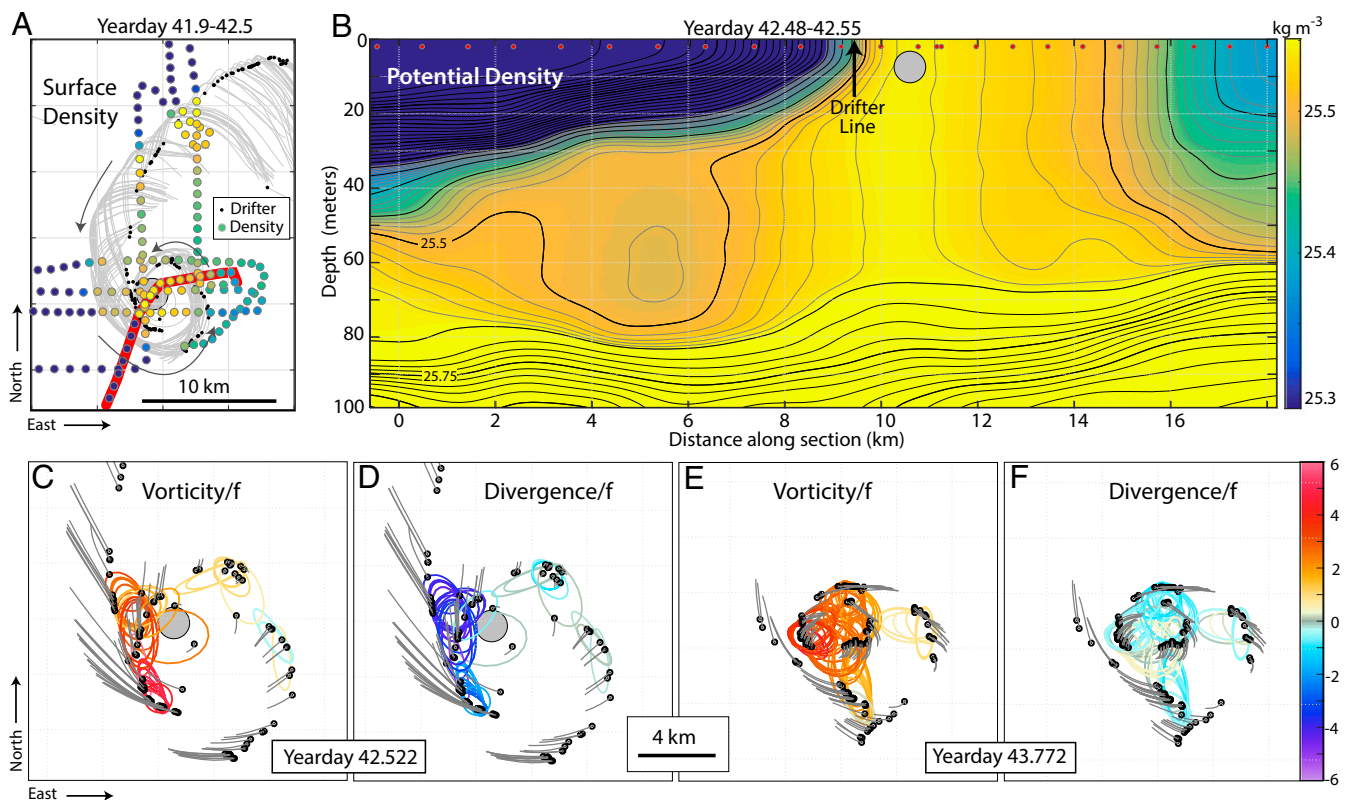 A
Yearday 41.9-42.5
Surface
Density
Drifter
Density
10 km
North
East
B
Yearday 42.48-42.55
kg m-3
Potential Density
Drifter
Line
25.5
25.75
0
20
40
60
80
100
Depth (meters)
0 2 4 6 8 10 12 14 16
Distance along section (km)
25.5
25.4
25.3
C
Vorticity/f
D
Divergence/f
E
Vorticity/f
F
Divergence/f
6
4
2
0
-2
-4
-6
North
East
Yearday 42.522
4 km
Yearday 43.772